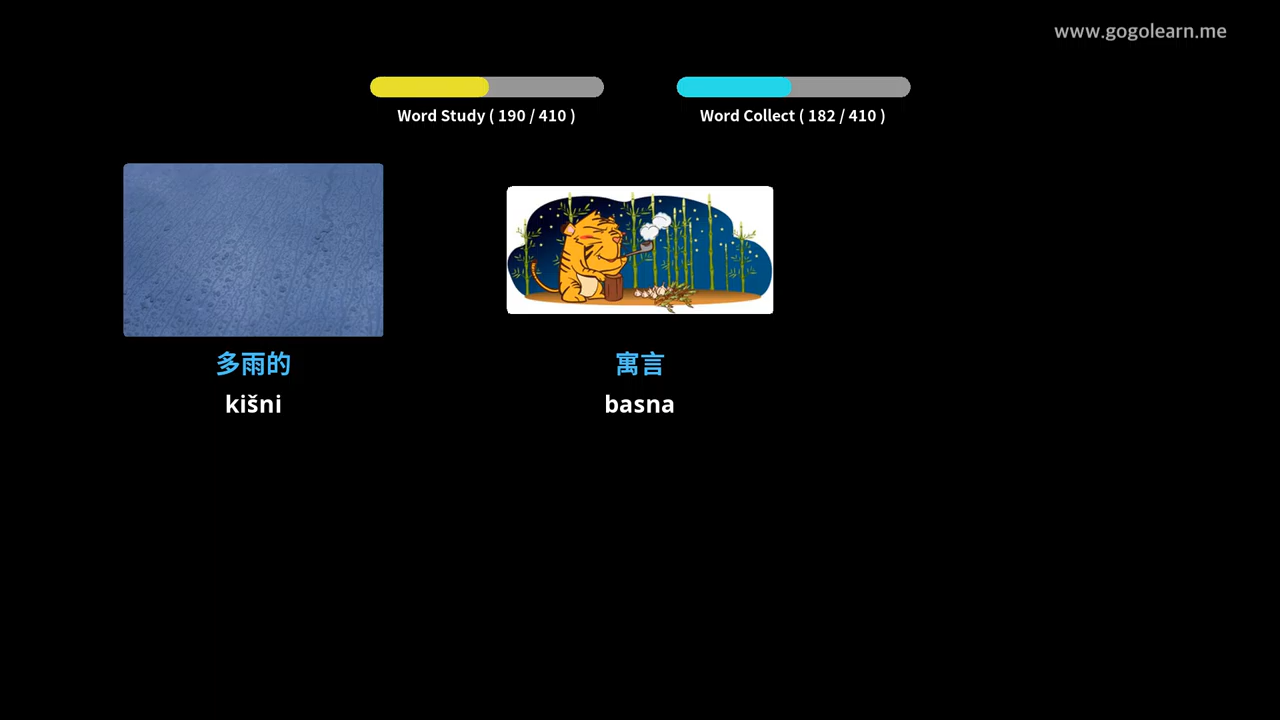 www.gogolearn.me
Word Study ( 190 / 410 )
Word Collect ( 182 / 410 )
多雨的
kišni
寓言
basna